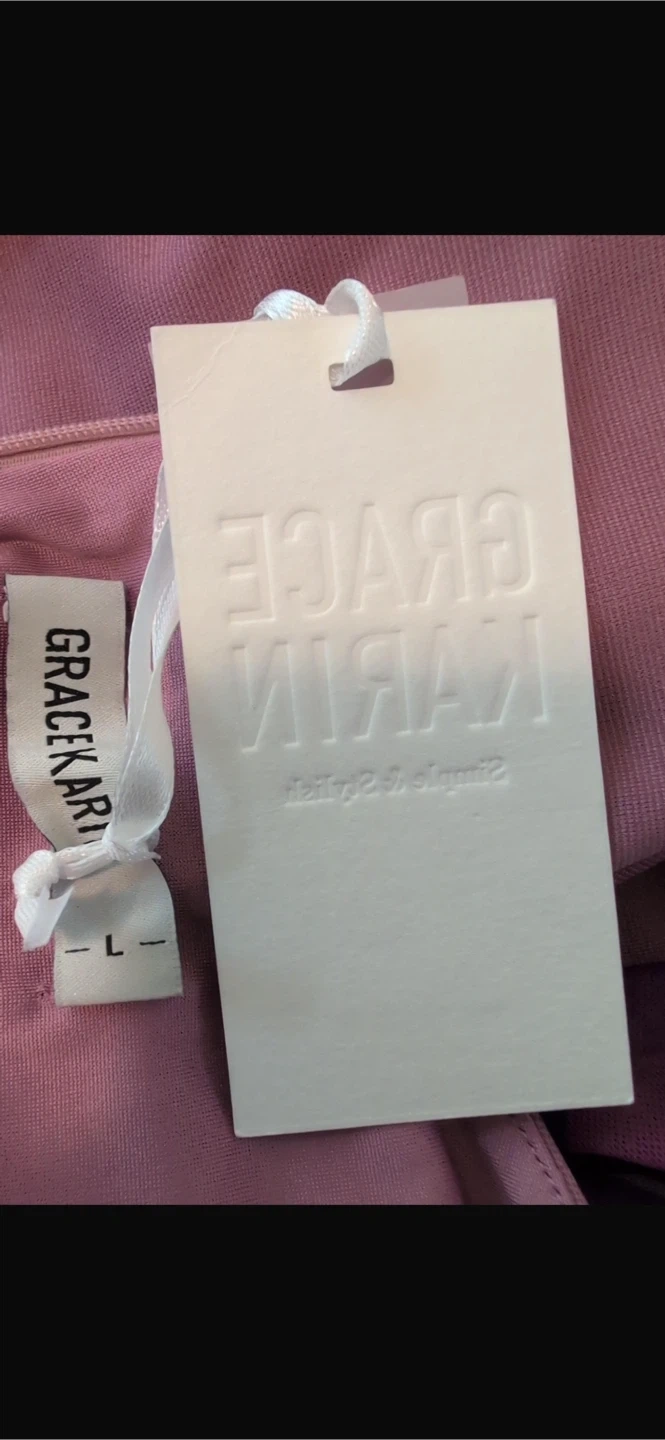 GRACE
KARIN
Simple & Stylish
GRACEKARI
- L -